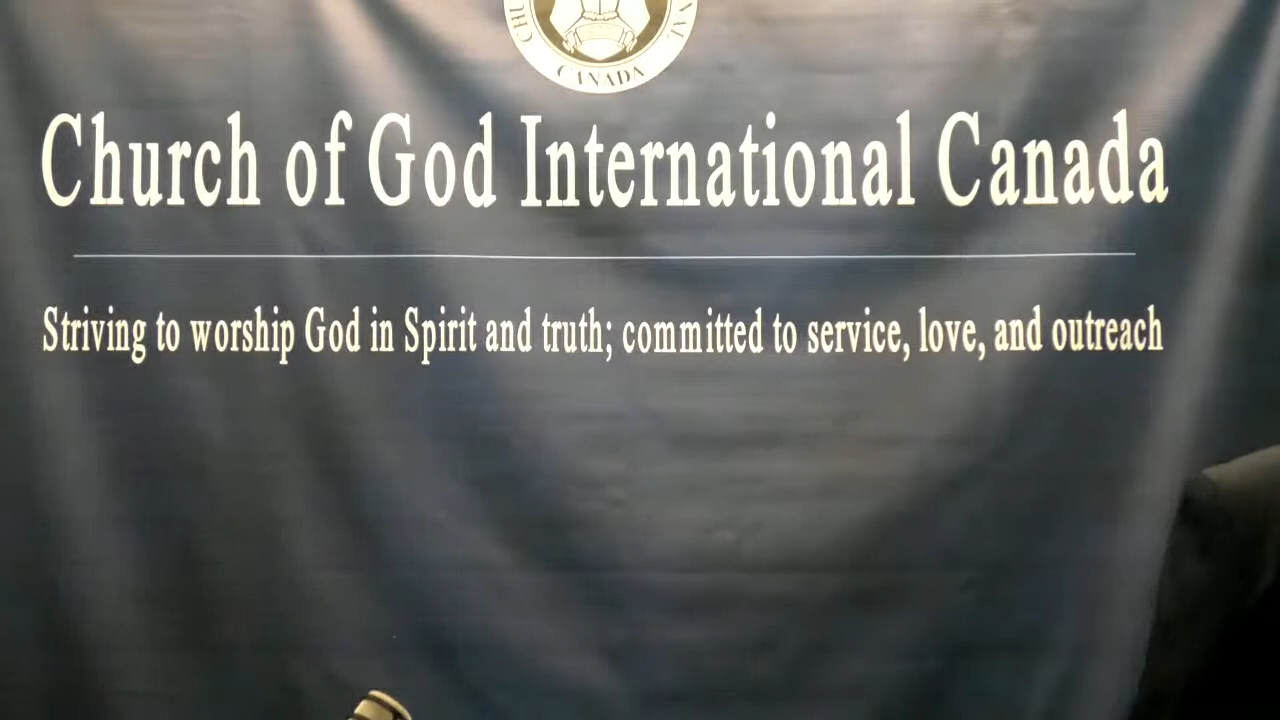 CANADA
Church of God International Canada
Striving to worship God in Spirit and truth; committed to service, love, and outreach